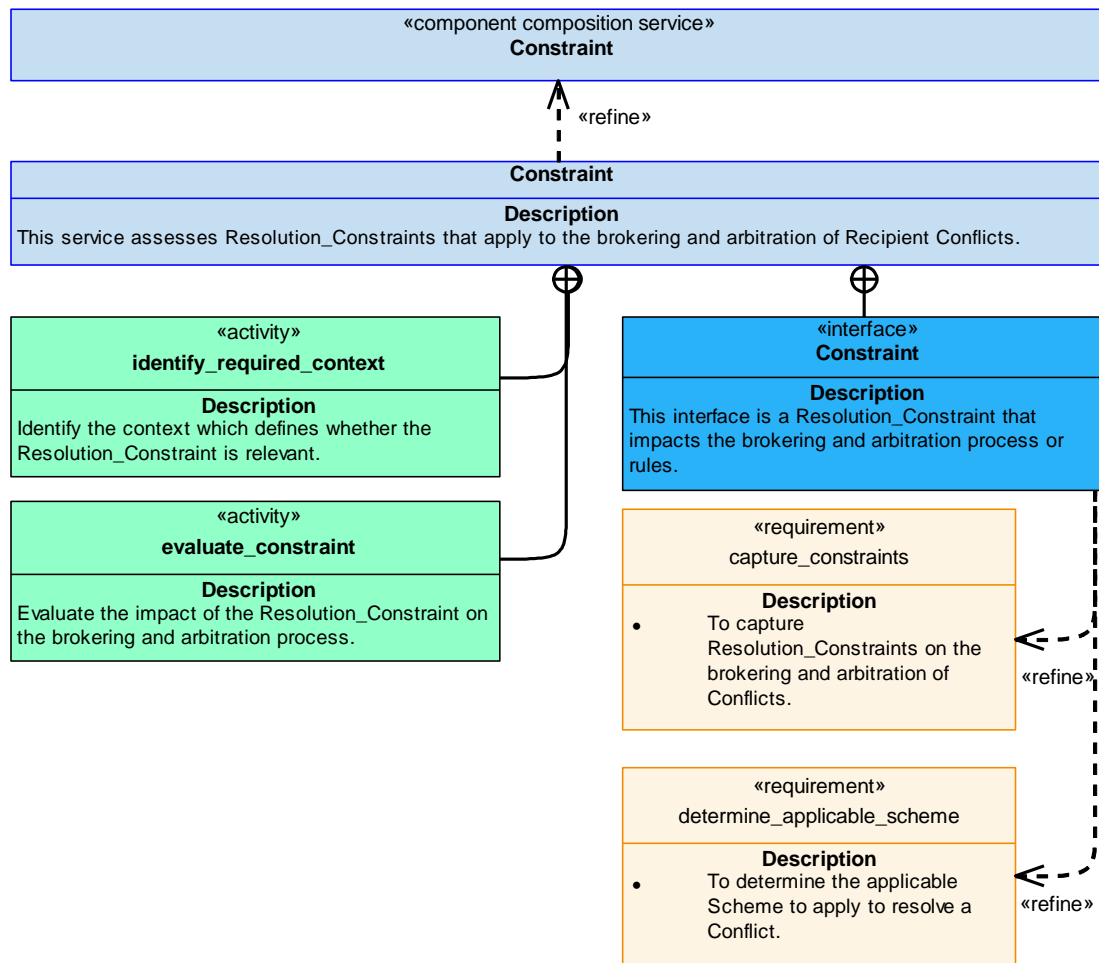 «component composition service»
Constraint
«refine»
Constraint
Description
This service assesses Resolution_Constraints that apply to the brokering and arbitration of Recipient Conflicts.
«activity»
identify_required_context
Description
Identify the context which defines whether the
Resolution_Constraint is relevant.
«activity»
evaluate_constraint
Description
Evaluate the impact of the Resolution_Constraint on
the brokering and arbitration process.
«interface»
Constraint
Description
This interface is a Resolution_Constraint that
impacts the brokering and arbitration process or
rules.
«requirement»
capture_constraints
Description
• To capture
Resolution_Constraints on the
brokering and arbitration of
Conflicts.
«refine»
«requirement»
determine_applicable_scheme
Description
• To determine the applicable
Scheme to apply to resolve a
Conflict.
«refine»